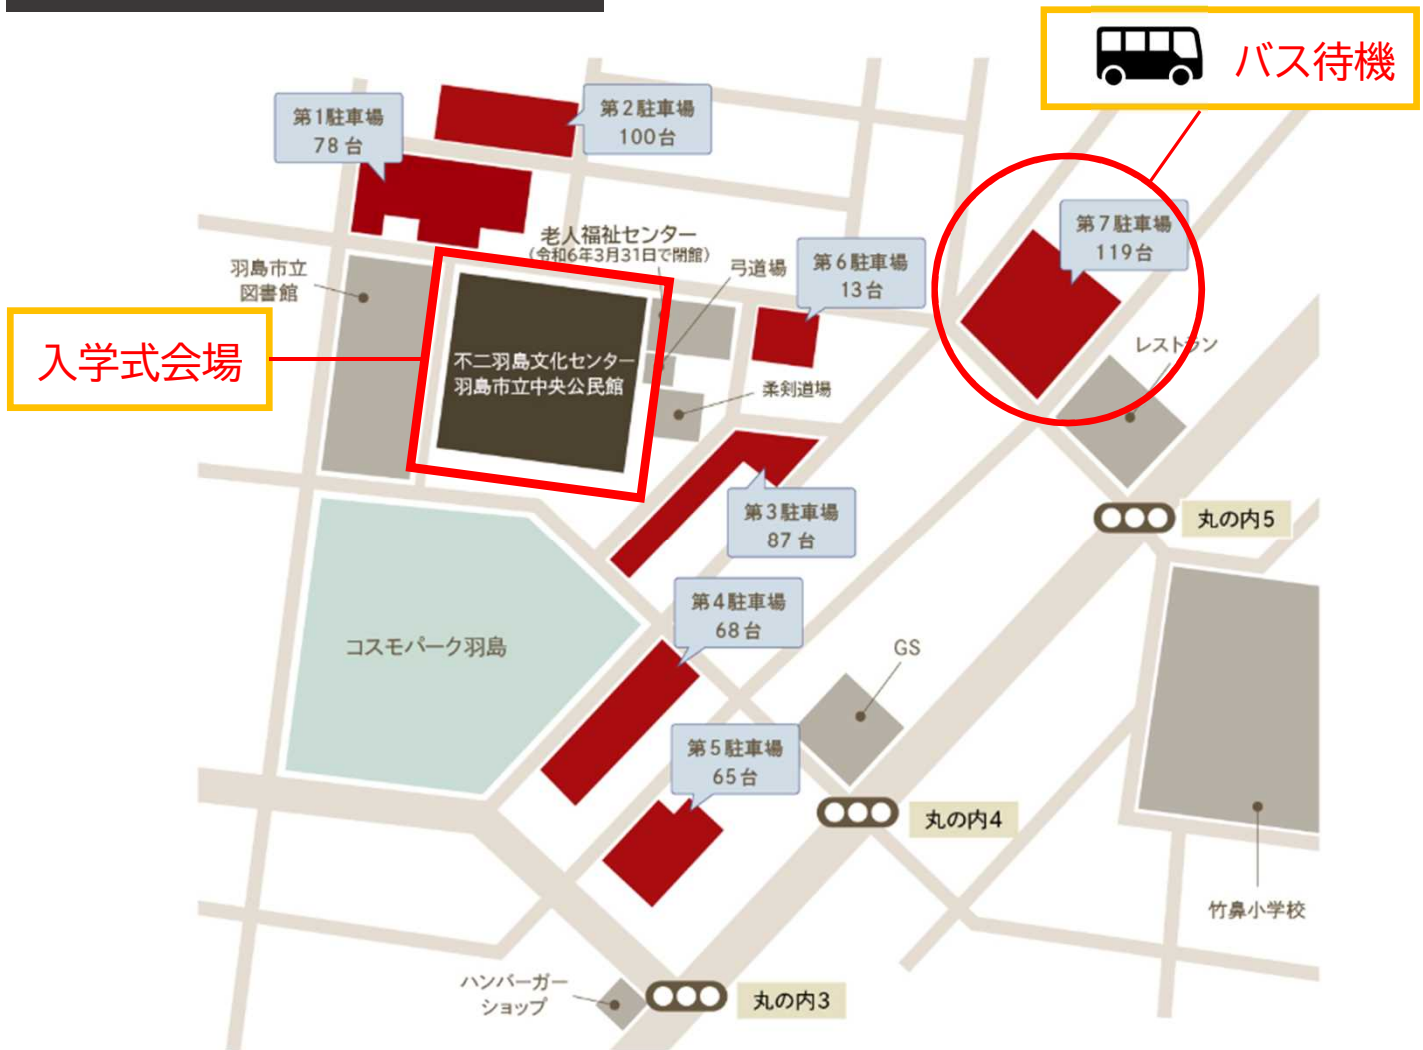 バス待機
第1駐車場
78台
第2駐車場
100台
老人福祉センター
(令和6年3月31日で閉館)
弓道場
第6駐車場
13台
第7駐車場
119台
羽島市立
図書館
入学式会場
不二羽島文化センター
羽島市立中央公民館
レストラン
柔剣道場
第3駐車場
87台
丸の内5
第4駐車場
68台
コスモパーク羽島
GS
第5駐車場
65台
丸の内4
竹鼻小学校
ハンバーガー
ショップ
丸の内3